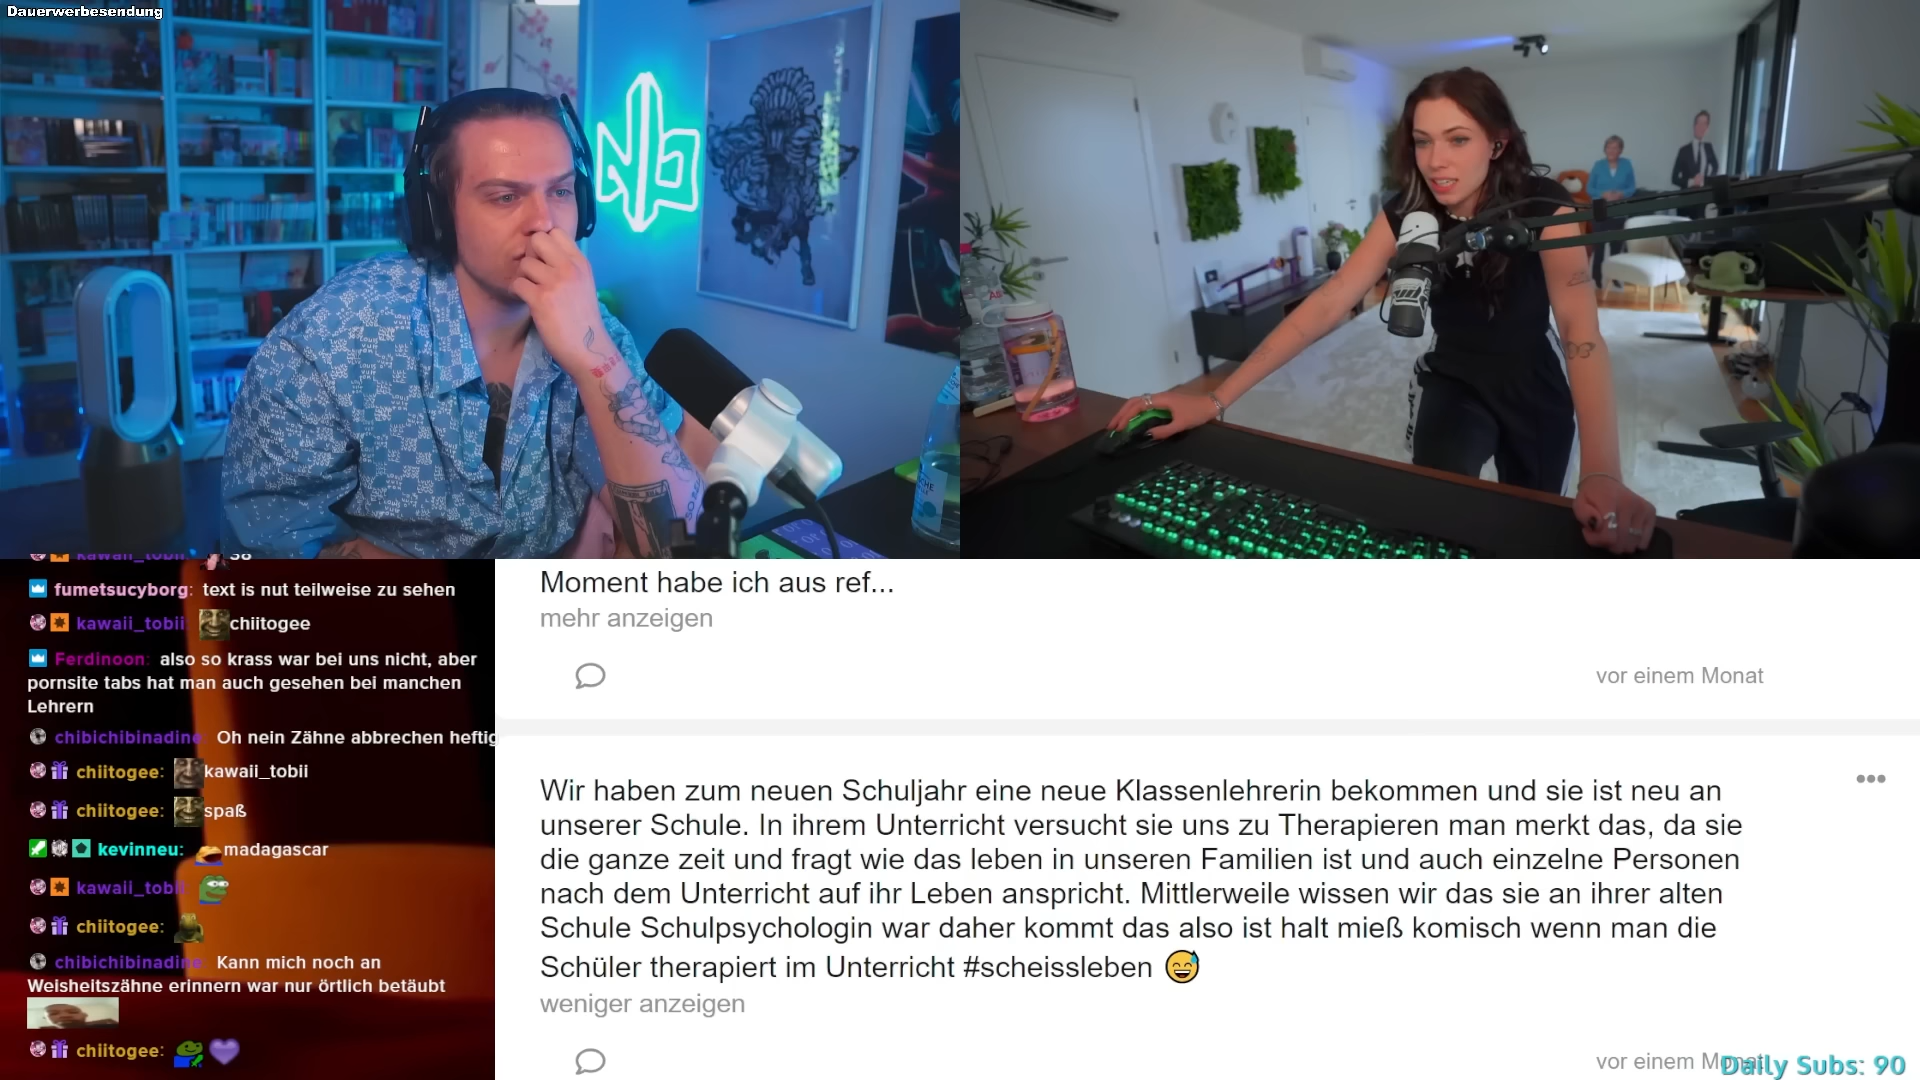 Dauerwerbesendung
kawaii_tobii:
fumetsucyborg: text is nut teilweise zu sehen
kawaii_tobii chiitogee
Ferdinoon: also so krass war bei uns nicht, aber
pornsite tabs hat man auch gesehen bei manchen
Lehrern
chibichibinadine Oh nein Zähne abbrechen heftig
chiitogee: kawaii_tobii
chiitogee: spaß
kevinneu: madagascar
kawaii_tobii
chiitogee:
chibichibinadine Kann mich noch an
Weisheitszähne erinnern war nur örtlich betäubt
chiitogee:
Moment habe ich aus ref...
mehr anzeigen
vor einem Monat
Wir haben zum neuen Schuljahr eine neue Klassenlehrerin bekommen und sie ist neu an
unserer Schule. In ihrem Unterricht versucht sie uns zu Therapieren man merkt das, da sie
die ganze zeit und fragt wie das leben in unseren Familien ist und auch einzelne Personen
nach dem Unterricht auf ihr Leben anspricht. Mittlerweile wissen wir das sie an ihrer alten
Schule Schulpsychologin war daher kommt das also ist halt mieß komisch wenn man die
Schüler therapiert im Unterricht #scheissleben 😅
weniger anzeigen
vor einem Monat
Daily Subs: 90